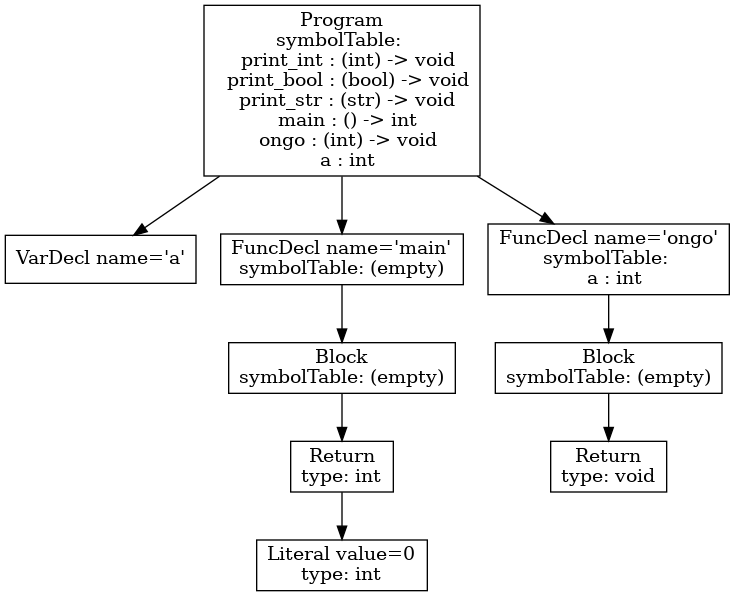 Program
symbolTable:
print_int : (int) -> void
print_bool : (bool) -> void
print_str : (str) -> void
main : () -> int
ongo : (int) -> void
a : int
VarDecl name='a'
FuncDecl name='main'
symbolTable: (empty)
FuncDecl name='ongo'
symbolTable:
a : int
Block
symbolTable: (empty)
Block
symbolTable: (empty)
Return
type: int
Return
type: void
Literal value=0
type: int